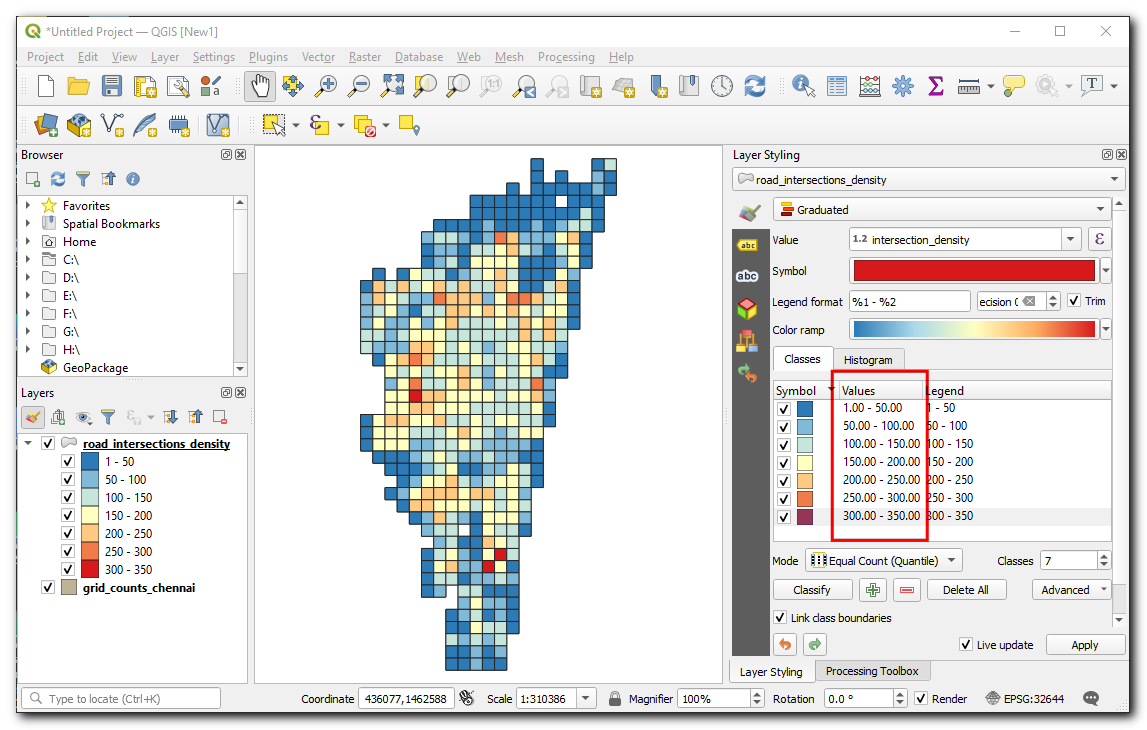 *Untitled Project — QGIS [New1]
Project Edit View Layer Settings Plugins Vector Raster Database Web Mesh Processing Help
Browser
Favorites
Spatial Bookmarks
Home
C:\
D:\
E:\
F:\
G:\
H:\
GeoPackage
Layers
road_intersections_density
1 - 50
50 - 100
100 - 150
150 - 200
200 - 250
250 - 300
300 - 350
grid_counts_chennai
Layer Styling
road_intersections_density
Graduated
Value 1.2 intersection_density ε
Symbol
Legend format %1 - %2 ecision 0 Trim
Color ramp
Classes Histogram
Symbol Values Legend
1.00 - 50.00 1 - 50
50.00 - 100.00 50 - 100
100.00 - 150.00 100 - 150
150.00 - 200.00 150 - 200
200.00 - 250.00 200 - 250
250.00 - 300.00 250 - 300
300.00 - 350.00 300 - 350
Mode Equal Count (Quantile) Classes 7
Classify Delete All Advanced
Link class boundaries
Live update Apply
Layer Styling Processing Toolbox
Type to locate (Ctrl+K) Coordinate 436077,1462588 Scale 1:310386 Magnifier 100% Rotation 0.0 ° Render EPSG:32644